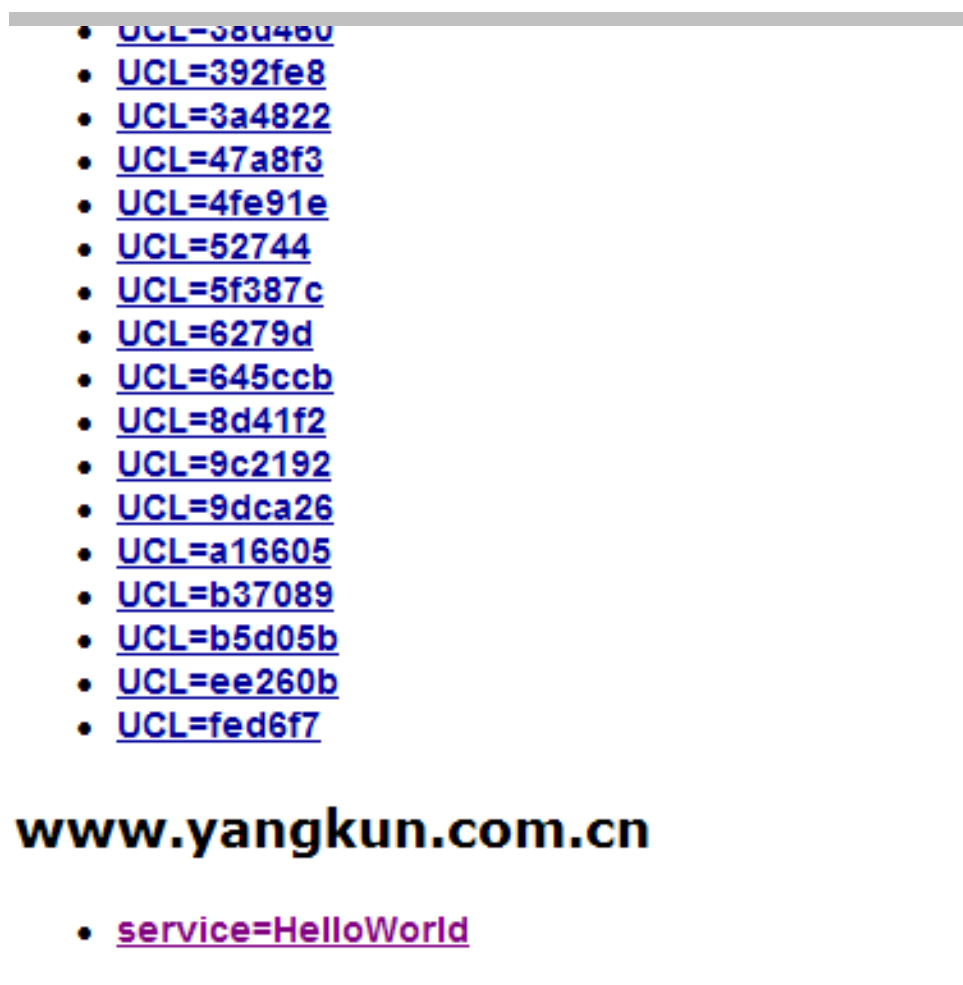 UCL=38d460
UCL=392fe8
UCL=3a4822
UCL=47a8f3
UCL=4fe91e
UCL=52744
UCL=5f387c
UCL=6279d
UCL=645ccb
UCL=8d41f2
UCL=9c2192
UCL=9dca26
UCL=a16605
UCL=b37089
UCL=b5d05b
UCL=ee260b
UCL=fed6f7
www.yangkun.com.cn
service=HelloWorld